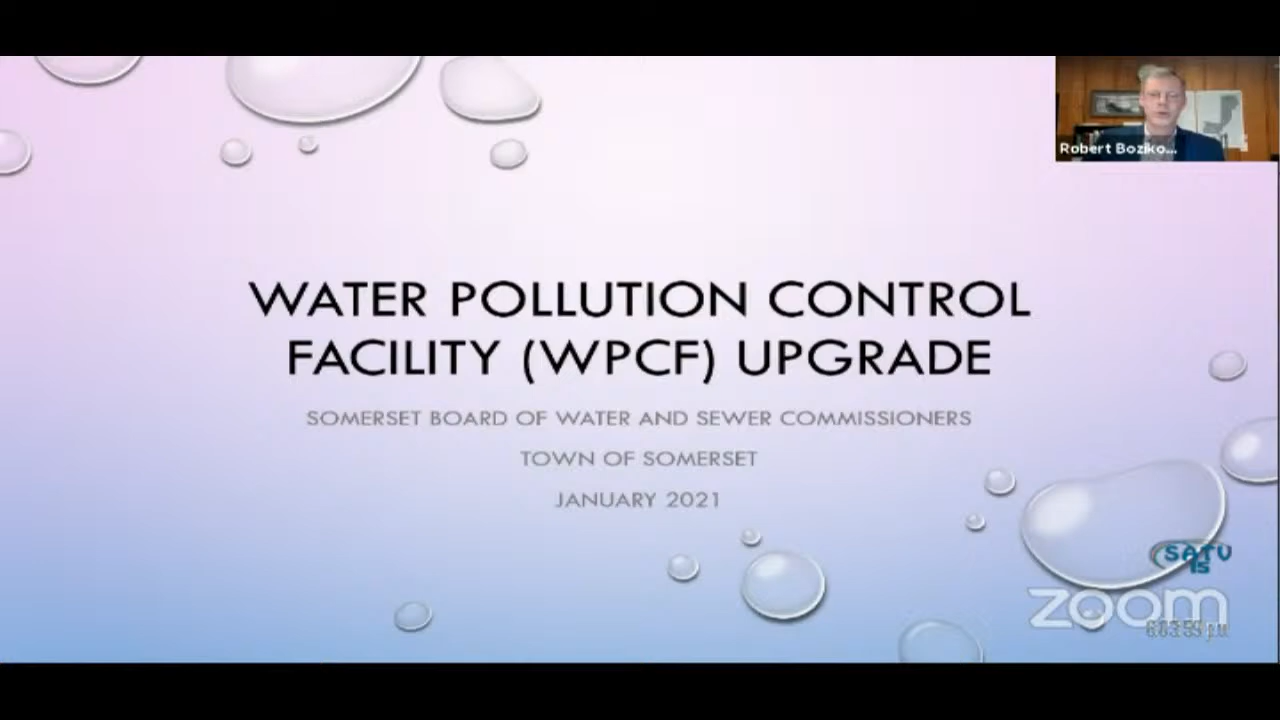 Robert Boziko...
WATER POLLUTION CONTROL
FACILITY (WPCF) UPGRADE
SOMERSET BOARD OF WATER AND SEWER COMMISSIONERS
TOWN OF SOMERSET
JANUARY 2021
SATV
15
zoom